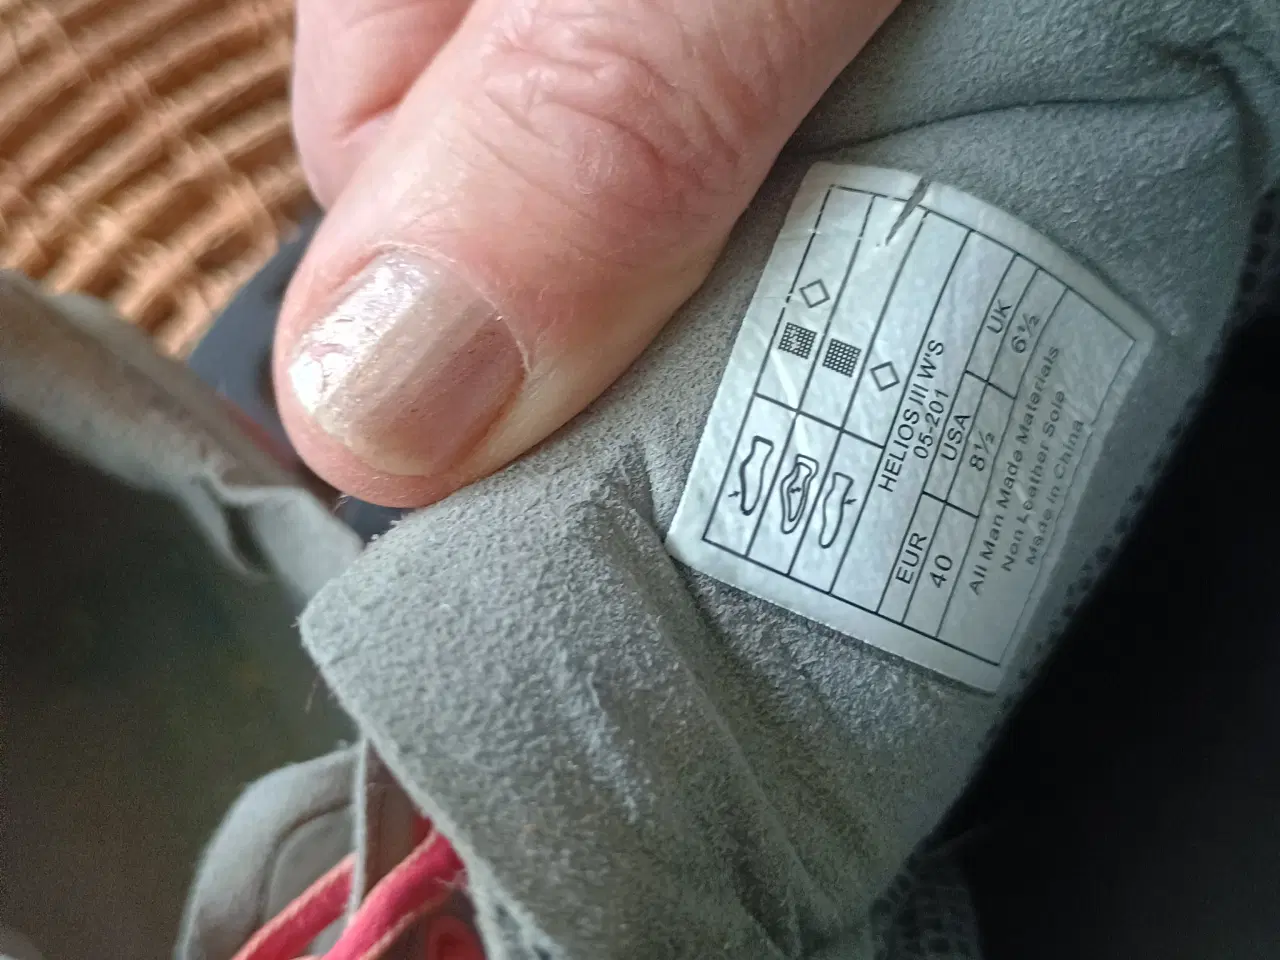 HELIOS III W'S
05-201
EUR USA UK
40 8½ 6½
All Man Made Materials
Non Leather Sole
Made in China